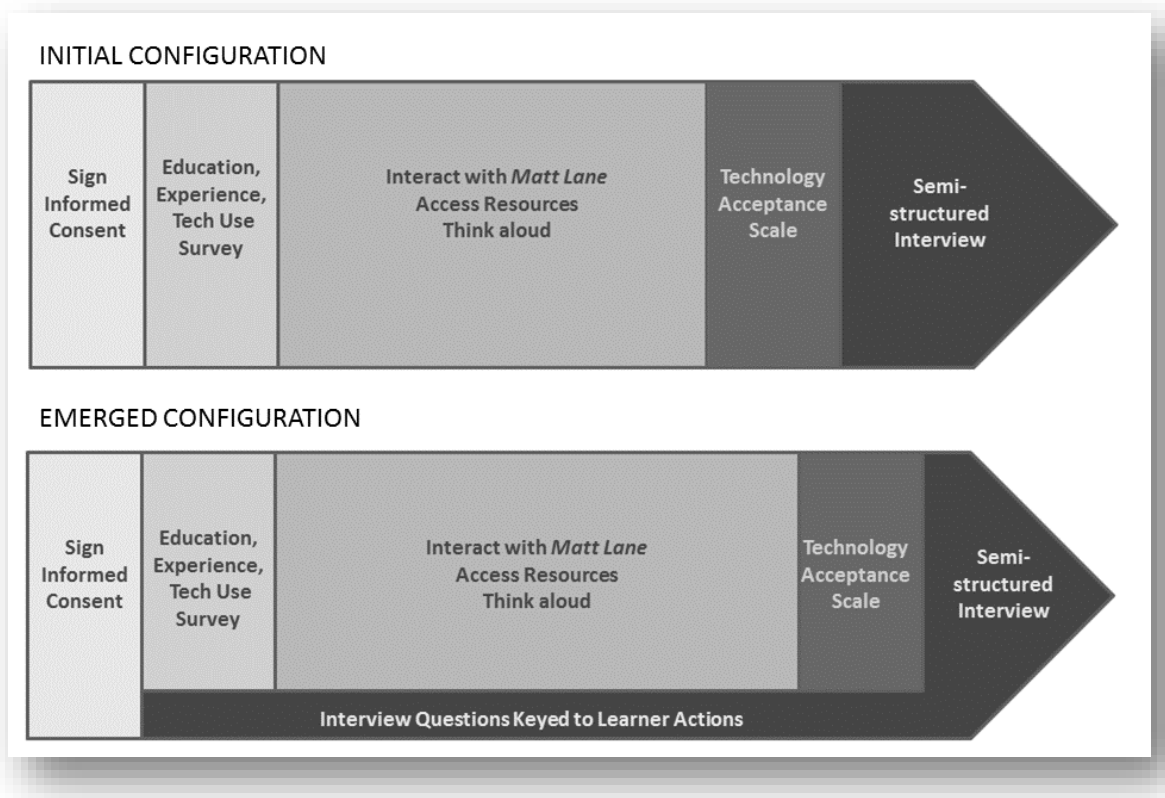 INITIAL CONFIGURATION
Sign
Informed
Consent
Education,
Experience,
Tech Use
Survey
Interact with Matt Lane
Access Resources
Think aloud
Technology
Acceptance
Scale
Semi-
structured
Interview
EMERGED CONFIGURATION
Sign
Informed
Consent
Education,
Experience,
Tech Use
Survey
Interact with Matt Lane
Access Resources
Think aloud
Technology
Acceptance
Scale
Semi-
structured
Interview
Interview Questions Keyed to Learner Actions